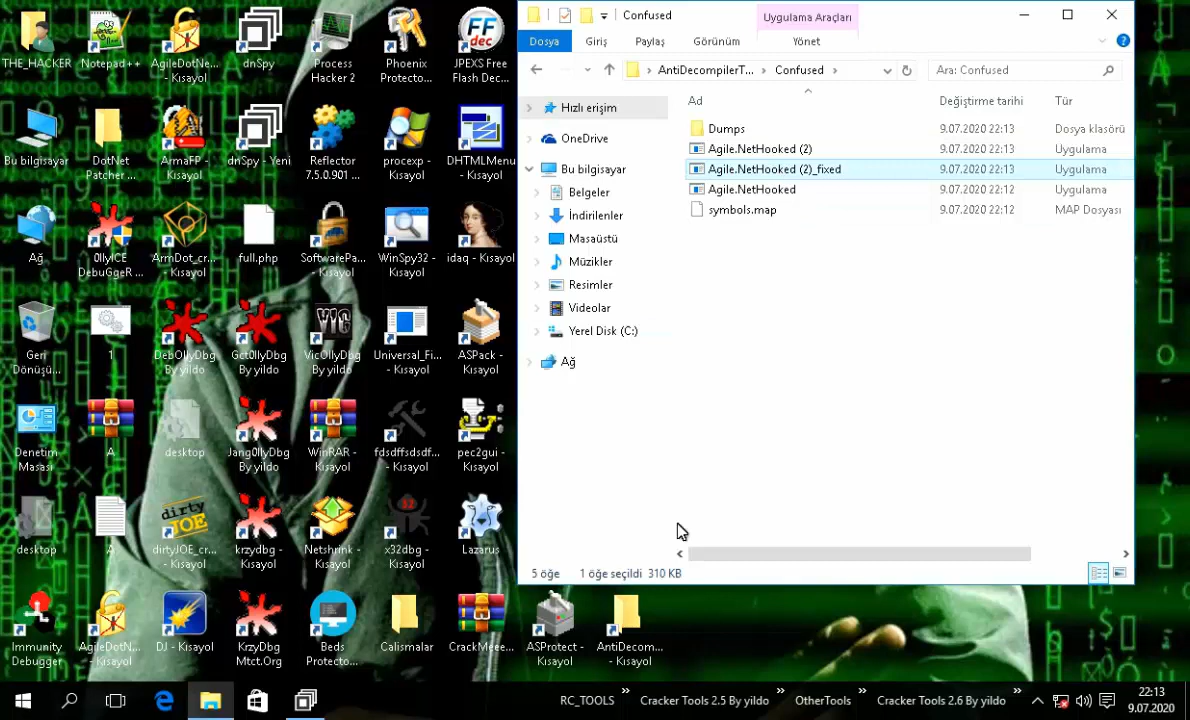 THE_HACKER
Notepad++
AgileDotNe...
- Kısayol
dnSpy
Process
Hacker 2
Phoenix
Protecto...
JPEXS Free
Flash Dec...
Bu bilgisayar
DotNet
Patcher ...
ArmaFP -
Kısayol
dnSpy - Yeni
Reflector
7.5.0.901 ...
procexp -
Kısayol
DHTMLMenu
- Kısayol
Ağ
OllyICE
DebuGgeR ...
ArmDot_cr...
- Kısayol
full.php
SoftwarePa...
- Kısayol
WinSpy32 -
Kısayol
idaq - Kısayol
Geri
Dönüşü...
1
DebOllyDbg
By yildo
GctOllyDbg
By yildo
VicOllyDbg
By yildo
Universal_Fi...
- Kısayol
ASPack -
Kısayol
Denetim
Masası
A
desktop
JangOllyDbg
By yildo
WinRAR -
Kısayol
fdsdffsdsdf...
- Kısayol
pec2gui -
Kısayol
desktop
A
dirtyJOE_cr...
- Kısayol
krzydbg -
Kısayol
Netshrink -
Kısayol
x32dbg -
Kısayol
Lazarus
Immunity
Debugger
AgileDotN...
- Kısayol
DJ - Kısayol
KrzyDbg
Mtct.Org
Beds
Protecto...
Calismalar
CrackMeee...
ASProtect -
Kısayol
AntiDecom...
- Kısayol
FF
dec
VIC
dirty
JOE
Confused
Uygulama Araçları
Dosya
Giriş
Paylaş
Görünüm
Yönet
AntiDecompilerT... > Confused >
Ara: Confused
Hızlı erişim
OneDrive
Bu bilgisayar
Belgeler
İndirilenler
Masaüstü
Müzikler
Resimler
Videolar
Yerel Disk (C:)
Ağ
Ad Değiştirme tarihi Tür
Dumps 9.07.2020 22:13 Dosya klasörü
Agile.NetHooked (2) 9.07.2020 22:13 Uygulama
Agile.NetHooked (2)_fixed 9.07.2020 22:13 Uygulama
Agile.NetHooked 9.07.2020 22:12 Uygulama
symbols.map 9.07.2020 22:12 MAP Dosyası
5 öğe 1 öğe seçildi 310 KB
RC_TOOLS » Cracker Tools 2.5 By yildo » OtherTools » Cracker Tools 2.6 By yildo »
22:13
9.07.2020